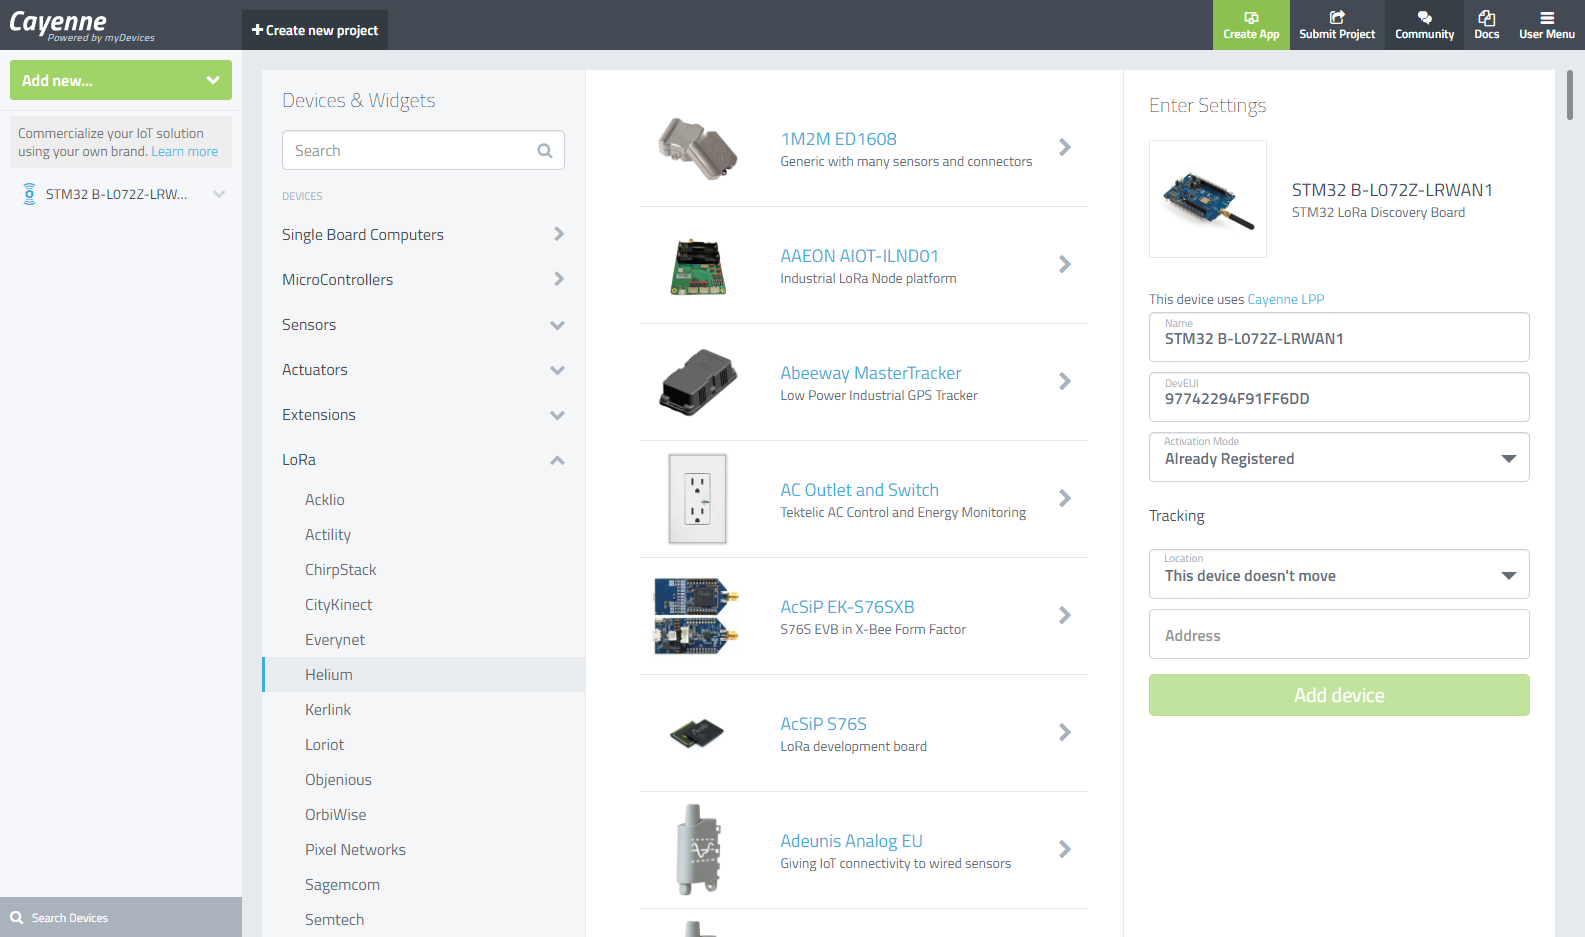 Cayenne
Powered by myDevices
Create new project
Create App
Submit Project
Community
Docs
User Menu
Add new...
Commercialize your IoT solution
using your own brand. Learn more
STM32 B-L072Z-LRW...
Search Devices
Devices & Widgets
Search
DEVICES
Single Board Computers
MicroControllers
Sensors
Actuators
Extensions
LoRa
Acklio
Actility
ChirpStack
CityKinect
Everynet
Helium
Kerlink
Loriot
Objenious
OrbiWise
Pixel Networks
Sagemcom
Semtech
1M2M ED1608
Generic with many sensors and connectors
AAEON AIOT-ILND01
Industrial LoRa Node platform
Abeeway MasterTracker
Low Power Industrial GPS Tracker
AC Outlet and Switch
Tektelic AC Control and Energy Monitoring
AcSiP EK-S76SXB
S76S EVB in X-Bee Form Factor
AcSiP S76S
LoRa development board
Adeunis Analog EU
Giving IoT connectivity to wired sensors
Enter Settings
STM32 B-L072Z-LRWAN1
STM32 LoRa Discovery Board
This device uses Cayenne LPP
Name
STM32 B-L072Z-LRWAN1
DevEUI
97742294F91FF6DD
Activation Mode
Already Registered
Tracking
Location
This device doesn't move
Address
Add device